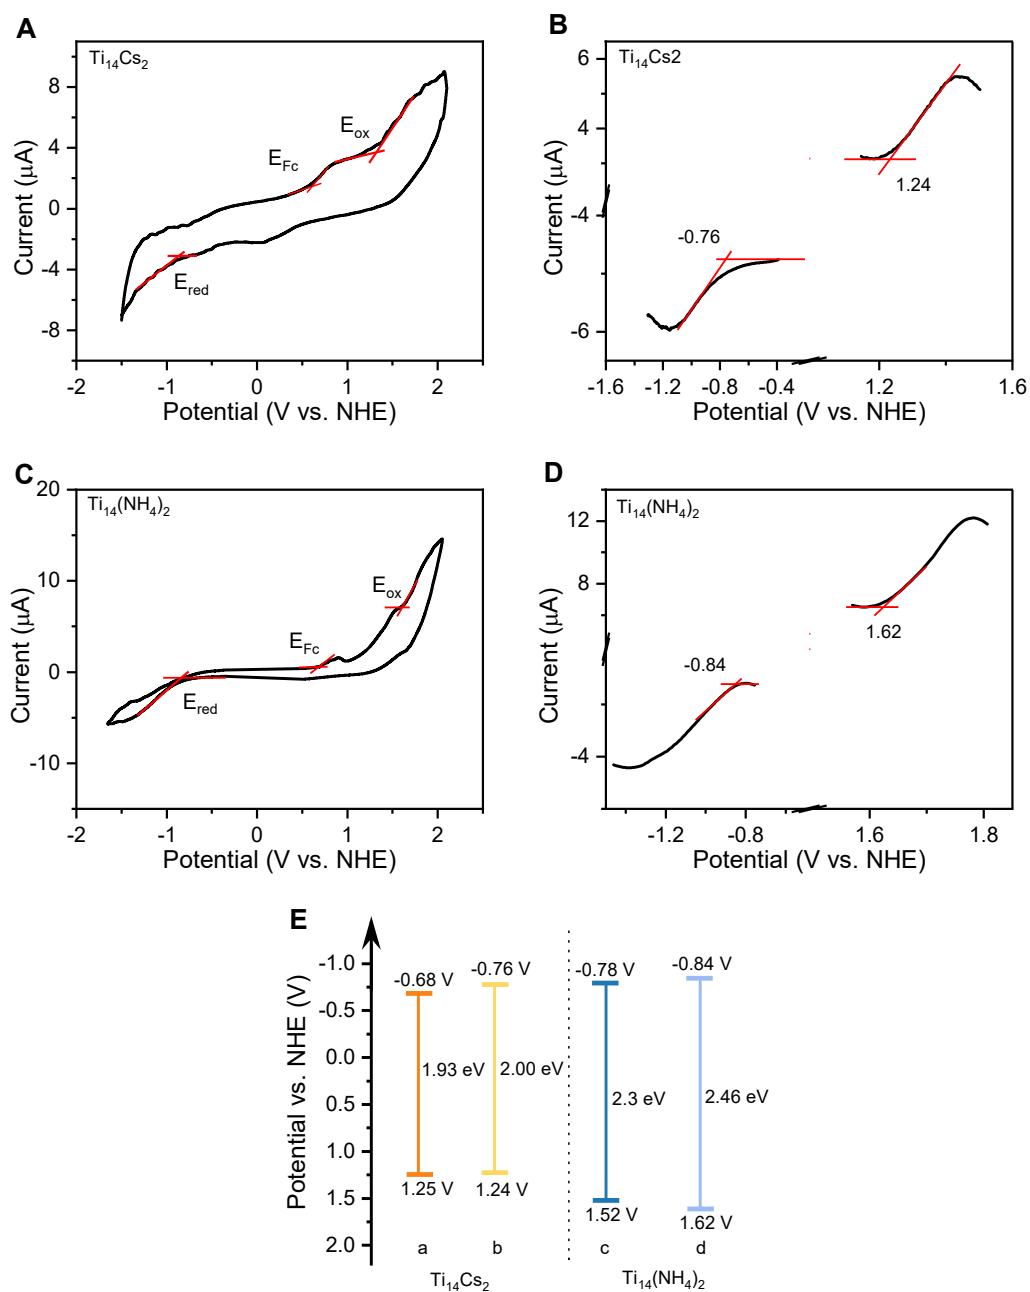 A
Ti14Cs2
8
4
0
-4
-8
Current (μA)
E_ox
E_Fc
E_red
-2 -1 0 1 2
Potential (V vs. NHE)
B
Ti14Cs2
6
4
-4
-6
Current (μA)
1.24
-0.76
-1.6 -1.2 -0.8 -0.4 1.2 1.6
Potential (V vs. NHE)
C
Ti14(NH4)2
20
10
0
-10
Current (μA)
E_ox
E_Fc
E_red
-2 -1 0 1 2
Potential (V vs. NHE)
D
Ti14(NH4)2
12
8
-4
Current (μA)
1.62
-0.84
-1.2 -0.8 1.6 1.8
Potential (V vs. NHE)
E
Potential vs. NHE (V)
-1.0
-0.5
0.0
0.5
1.0
1.5
2.0
-0.68 V -0.76 V -0.78 V -0.84 V
1.93 eV 2.00 eV 2.3 eV 2.46 eV
1.25 V 1.24 V 1.52 V 1.62 V
a b c d
Ti14Cs2 Ti14(NH4)2